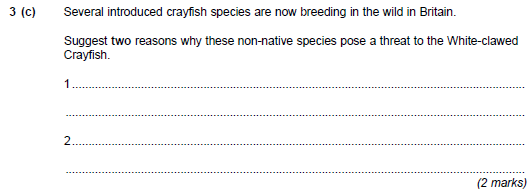 3 (c) Several introduced crayfish species are now breeding in the wild in Britain.
Suggest two reasons why these non-native species pose a threat to the White-clawed
Crayfish.
1....................................................................................................
....................................................................................................
2....................................................................................................
....................................................................................................
(2 marks)